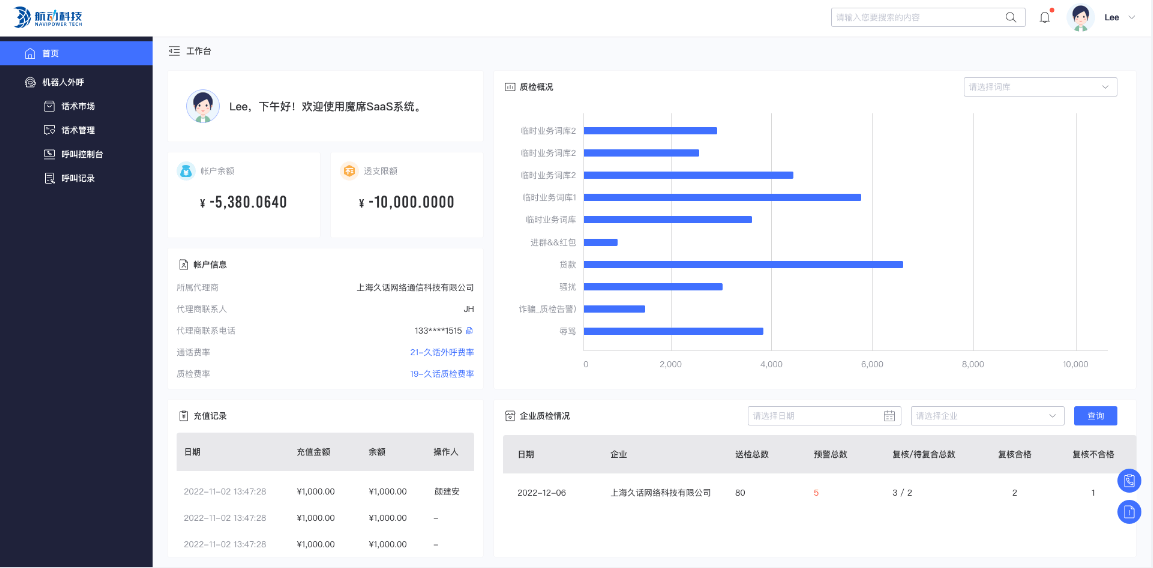 航动科技
NAVIPOWER TECH
请输入您要搜索的内容
Lee
首页
机器人外呼
话术市场
话术管理
呼叫控制台
呼叫记录
工作台
Lee，下午好！欢迎使用魔席SaaS系统。
帐户余额
¥ -5,380.0640
透支限额
¥ -10,000.0000
帐户信息
所属代理商 上海久话网络通信科技有限公司
代理商联系人 JH
代理商联系电话 133****1515
通话费率 21-久话外呼费率
质检费率 19-久话质检费率
质检概况
请选择词库
临时业务词库2
临时业务词库2
临时业务词库2
临时业务词库1
临时业务词库
进群&&红包
贷款
骚扰
诈骗_质检告警)
辱骂
0 2,000 4,000 6,000 8,000 10,000
充值记录
日期 充值金额 余额 操作人
2022-11-02 13:47:28 ¥1,000.00 ¥1,000.00 颜建安
2022-11-02 13:47:28 ¥1,000.00 ¥1,000.00 -
2022-11-02 13:47:28 ¥1,000.00 ¥1,000.00 -
企业质检情况
请选择日期
请选择企业
查询
日期 企业 送检总数 预警总数 复核/待复合总数 复核合格 复核不合格
2022-12-06 上海久话网络科技有限公司 80 5 3 / 2 2 1